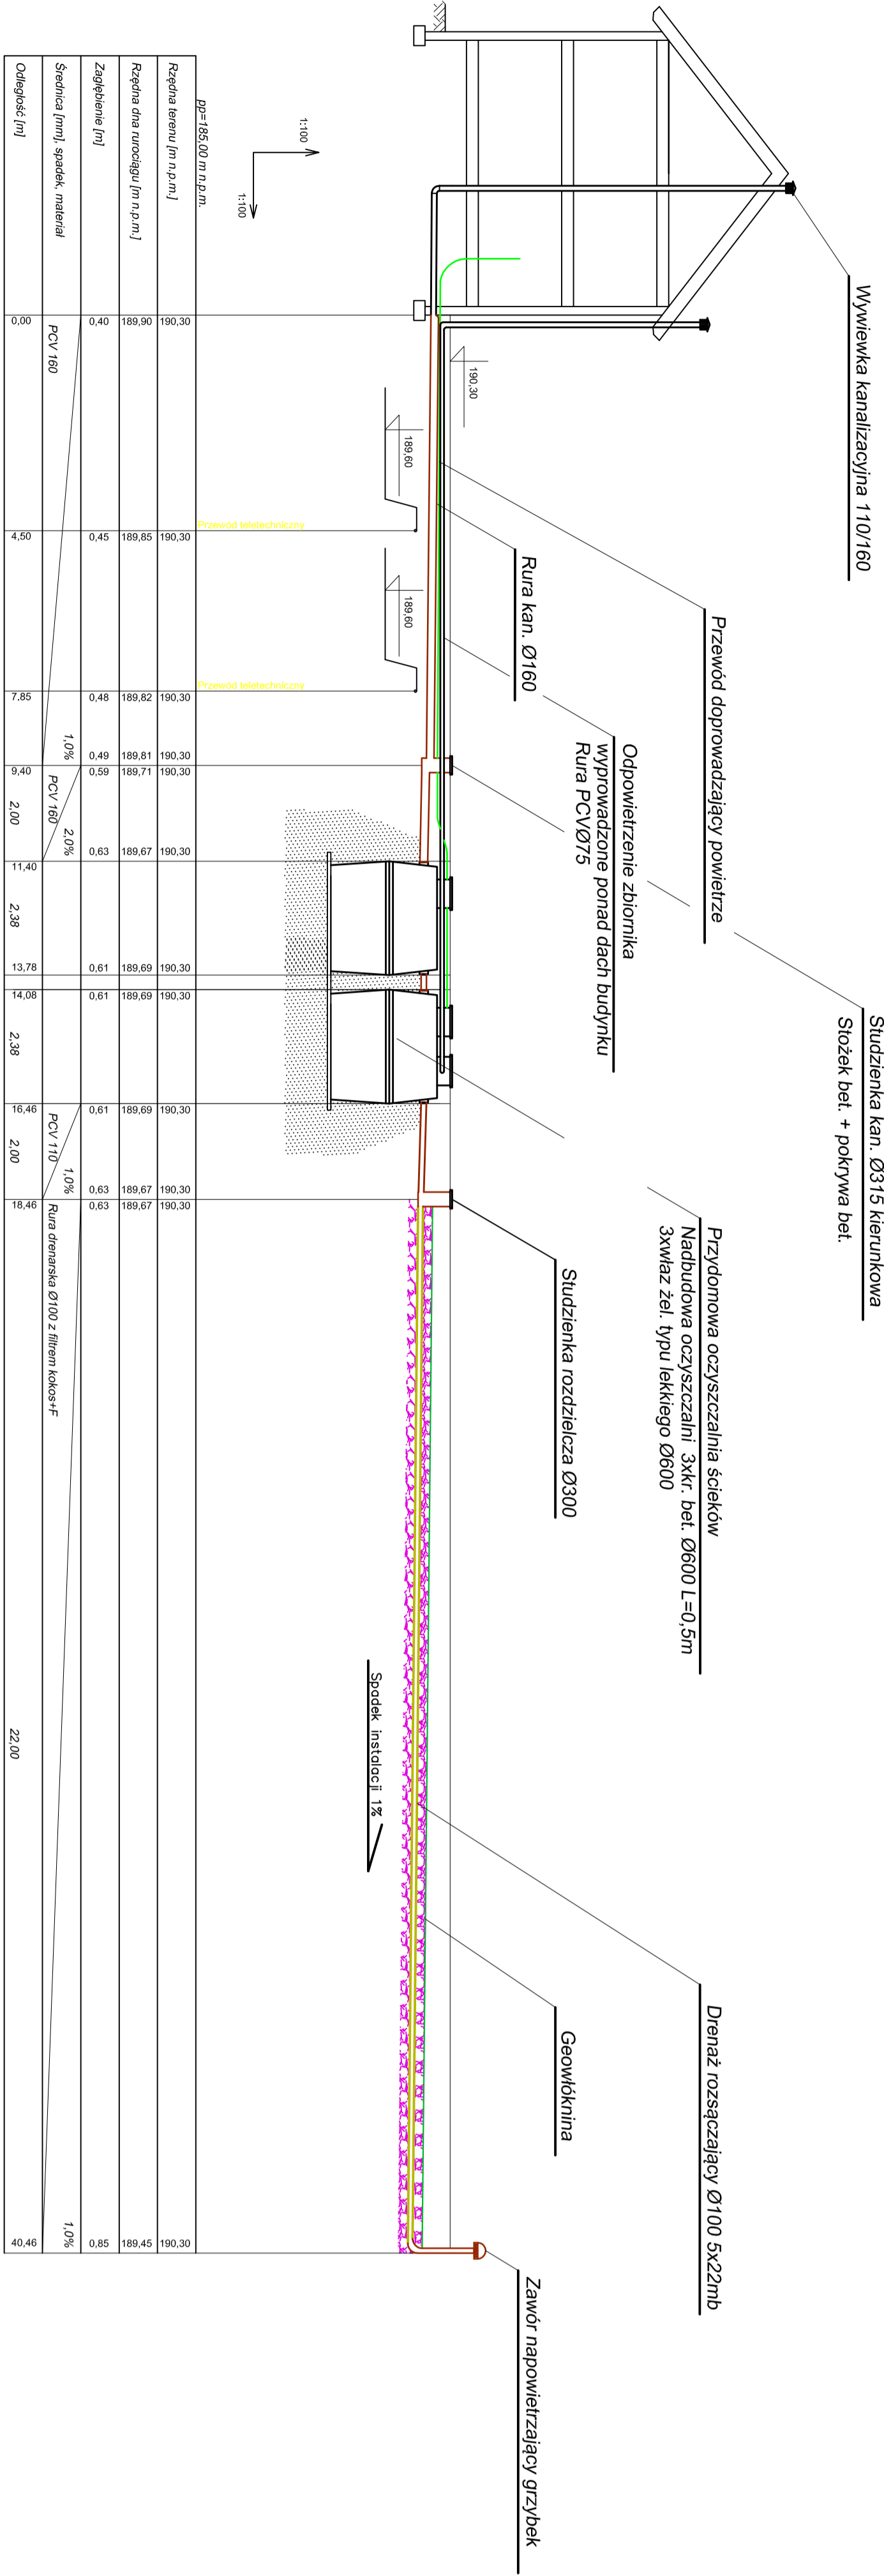 Wywiewka kanalizacyjna 110/160
Przewód doprowadzający powietrze
Rura kan. Ø160
Odpowietrzenie zbiornika
wyprowadzone ponad dach budynku
Rura PCVØ75
Studzienka kan. Ø315 kierunkowa
Stożek bet. + pokrywa bet.
Przydomowa oczyszczalnia ścieków
Nadbudowa oczyszczalni 3xkr. bet. Ø600 L=0,5m
3xwłaz żel. typu lekkiego Ø600
Studzienka rozdzielcza Ø300
Drenaż rozsączający Ø100 5x22mb
Geowłóknina
Zawór napowietrzający grzybek
190,30
189,60
189,60
Przewód teletechniczny
Przewód teletechniczny
Spadek instalacji 1%
1:100
1:100
pp=185,00 m n.p.m.
Rzędna terenu [m n.p.m.]
190,30 190,30 190,30 190,30 190,30 190,30 190,30 190,30 190,30 190,30 190,30 190,30
Rzędna dna rurociągu [m n.p.m.]
189,90 189,85 189,82 189,81 189,71 189,67 189,69 189,69 189,69 189,67 189,67 189,45
Zagłębienie [m]
0,40 0,45 0,48 0,49 0,59 0,63 0,61 0,61 0,61 0,63 0,63 0,85
Średnica [mm], spadek, materiał
PCV 160 1,0% PCV 160 2,0% PCV 110 1,0% Rura drenarska Ø100 z filtrem kokos+F 1,0%
Odległość [m]
0,00 4,50 7,85 9,40 2,00 11,40 2,38 13,78 14,08 2,38 16,46 2,00 18,46 22,00 40,46